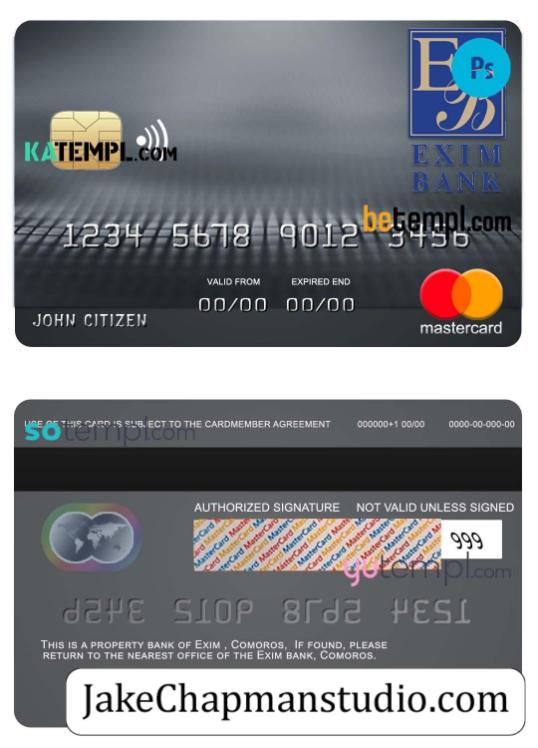 EB
Ps
EXIM
BANK
KATEMPL.COM
betempl.com
1234 5678 9012 3456
VALID FROM EXPIRED END
00/00 00/00
JOHN CITIZEN
mastercard
USE OF THIS CARD IS SUBJECT TO THE CARDMEMBER AGREEMENT 000000+1 00/00 0000-00-000-00
sotempl.com
AUTHORIZED SIGNATURE NOT VALID UNLESS SIGNED
MasterCard MasterCard MasterCard
999
gotempl.com
1234 5678 9012 3456
THIS IS A PROPERTY BANK OF EXIM , COMOROS, IF FOUND, PLEASE
RETURN TO THE NEAREST OFFICE OF THE EXIM BANK, COMOROS.
JakeChapmanstudio.com